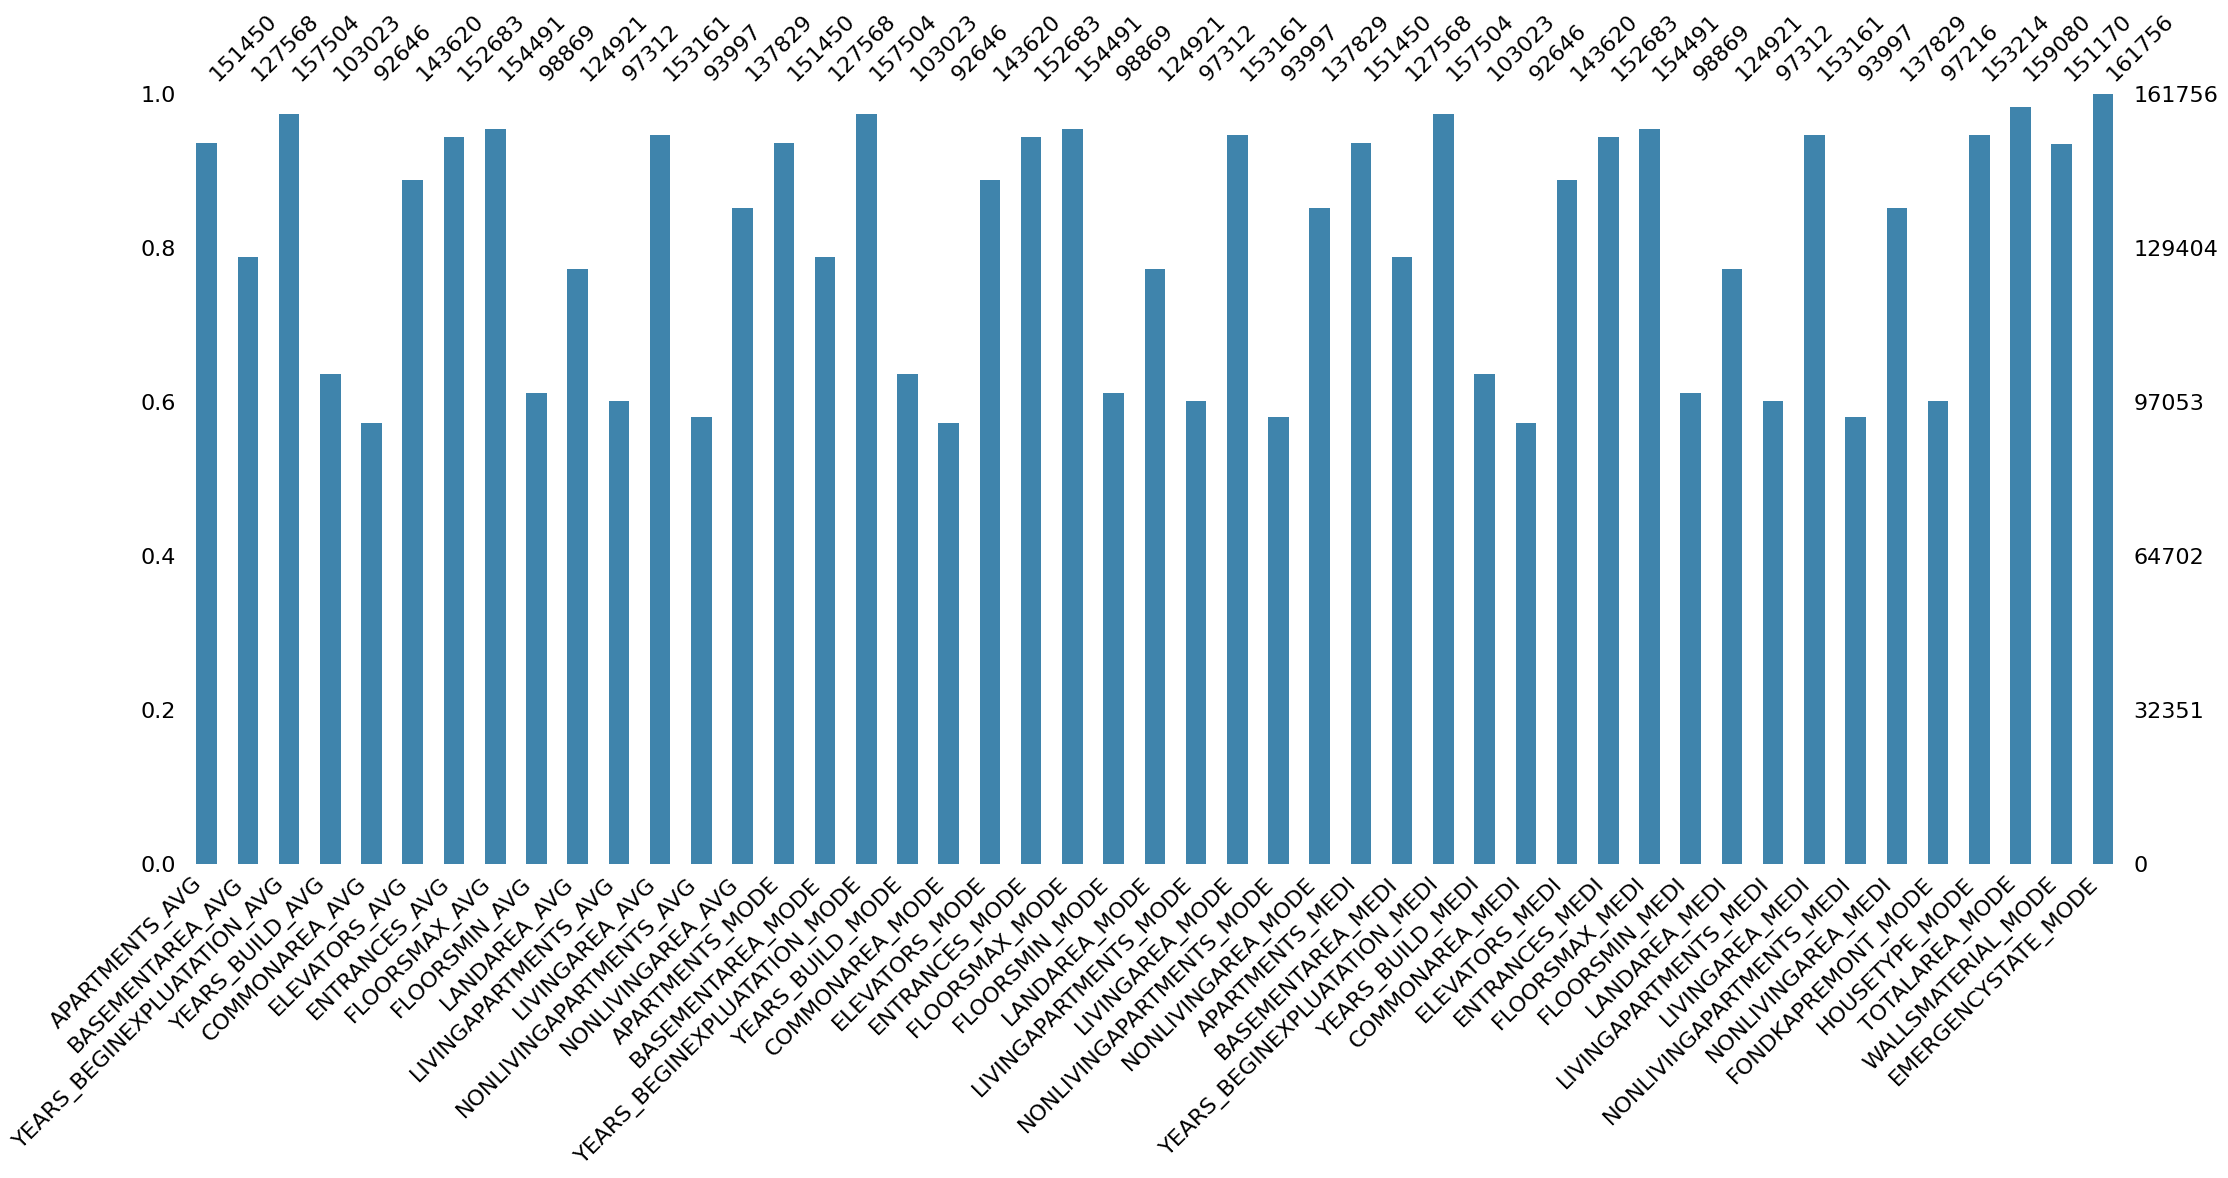 151450
127568
157504
103023
92646
143620
152683
154491
98869
124921
97312
153161
93997
137829
151450
127568
157504
103023
92646
143620
152683
154491
98869
124921
97312
153161
93997
137829
151450
127568
157504
103023
92646
143620
152683
154491
98869
124921
97312
153161
93997
137829
97216
153214
159080
151170
161756
1.0
0.8
0.6
0.4
0.2
0.0
161756
129404
97053
64702
32351
0
APARTMENTS_AVG
BASEMENTAREA_AVG
YEARS_BEGINEXPLUATATION_AVG
YEARS_BUILD_AVG
COMMONAREA_AVG
ELEVATORS_AVG
ENTRANCES_AVG
FLOORSMAX_AVG
FLOORSMIN_AVG
LANDAREA_AVG
LIVINGAPARTMENTS_AVG
LIVINGAREA_AVG
NONLIVINGAPARTMENTS_AVG
NONLIVINGAREA_AVG
APARTMENTS_MODE
BASEMENTAREA_MODE
YEARS_BEGINEXPLUATATION_MODE
YEARS_BUILD_MODE
COMMONAREA_MODE
ELEVATORS_MODE
ENTRANCES_MODE
FLOORSMAX_MODE
FLOORSMIN_MODE
LANDAREA_MODE
LIVINGAPARTMENTS_MODE
LIVINGAREA_MODE
NONLIVINGAPARTMENTS_MODE
NONLIVINGAREA_MODE
APARTMENTS_MEDI
BASEMENTAREA_MEDI
YEARS_BEGINEXPLUATATION_MEDI
YEARS_BUILD_MEDI
COMMONAREA_MEDI
ELEVATORS_MEDI
ENTRANCES_MEDI
FLOORSMAX_MEDI
FLOORSMIN_MEDI
LANDAREA_MEDI
LIVINGAPARTMENTS_MEDI
LIVINGAREA_MEDI
NONLIVINGAPARTMENTS_MEDI
NONLIVINGAREA_MEDI
FONDKAPREMONT_MODE
HOUSETYPE_MODE
TOTALAREA_MODE
WALLSMATERIAL_MODE
EMERGENCYSTATE_MODE